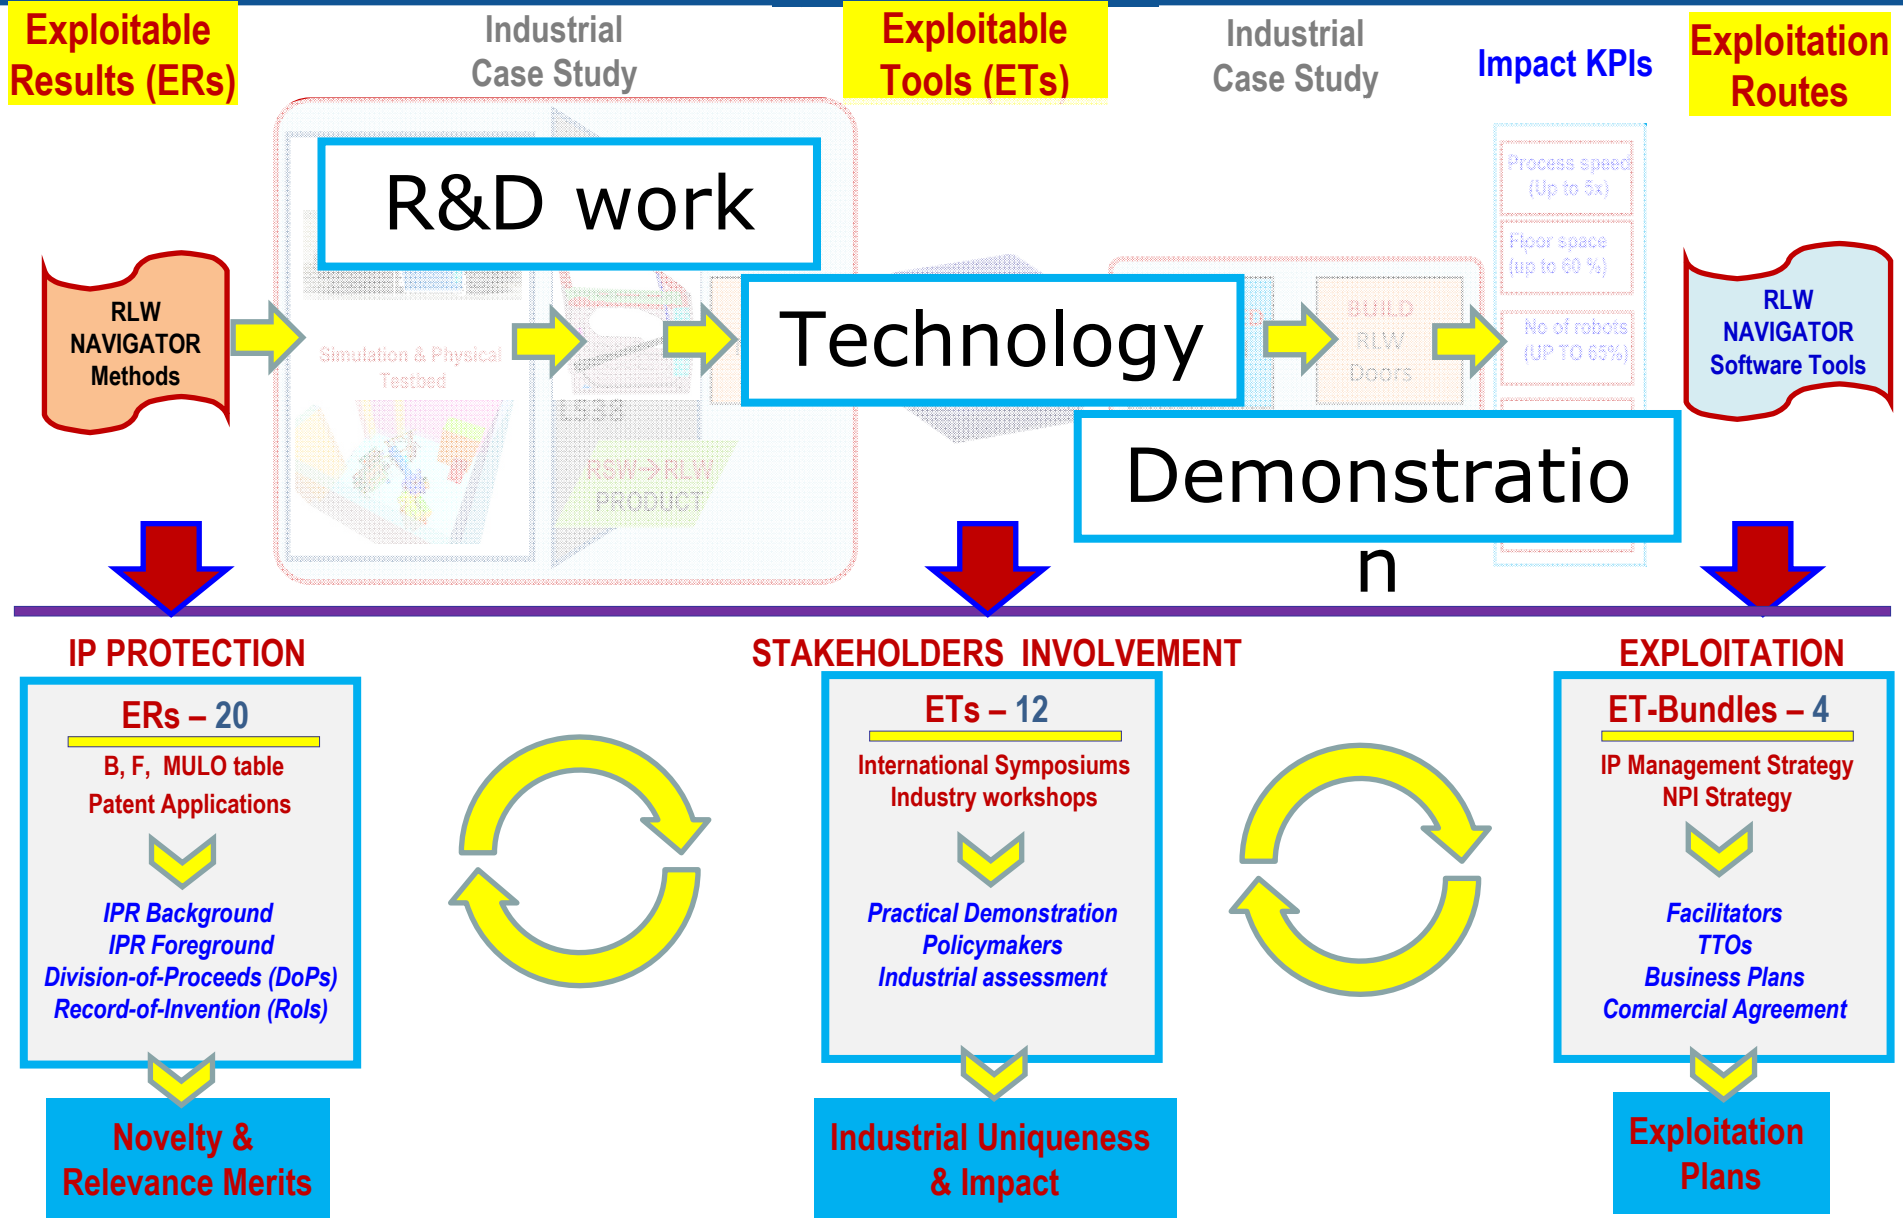 Exploitable
Results (ERs)
Industrial
Case Study
Exploitable
Tools (ETs)
Industrial
Case Study
Impact KPIs
Exploitation
Routes
R&D work
Technology
Demonstratio
n
RLW
NAVIGATOR
Methods
Simulation & Physical
Testbed
LS38
RSW→RLW
PRODUCT
BUILD
RLW
Doors
Process speed
(Up to 5x)
Floor space
(up to 60 %)
No of robots
(UP TO 65%)
RLW
NAVIGATOR
Software Tools
IP PROTECTION
ERs – 20
B, F, MULO table
Patent Applications
IPR Background
IPR Foreground
Division-of-Proceeds (DoPs)
Record-of-Invention (RoIs)
Novelty &
Relevance Merits
STAKEHOLDERS INVOLVEMENT
ETs – 12
International Symposiums
Industry workshops
Practical Demonstration
Policymakers
Industrial assessment
Industrial Uniqueness
& Impact
EXPLOITATION
ET-Bundles – 4
IP Management Strategy
NPI Strategy
Facilitators
TTOs
Business Plans
Commercial Agreement
Exploitation
Plans